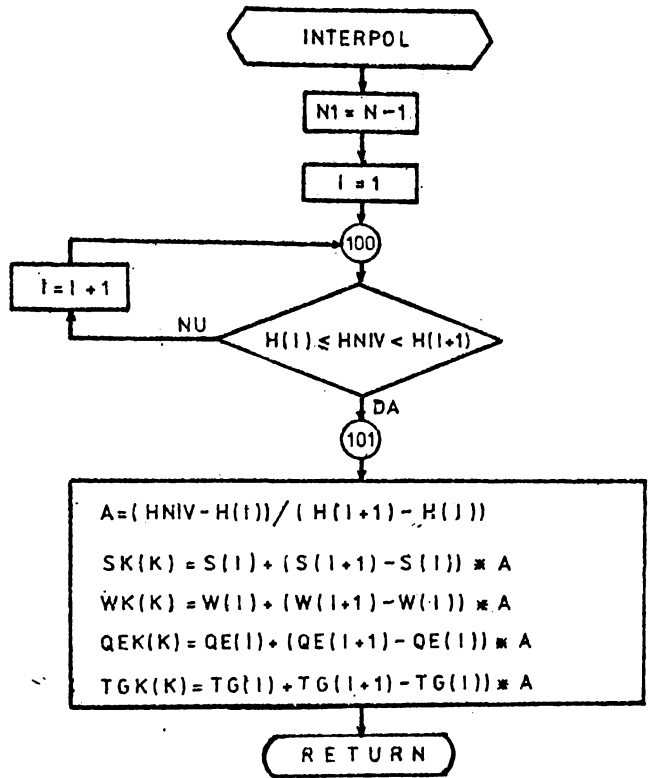 INTERPOL
N1 = N - 1
I = 1
100
I = I + 1
NU
H(I) ≤ HNIV < H(I+1)
DA
101
A=(HNIV-H(I))/(H(I+1)-H(I))
SK(K) = S(I) + (S(I+1)-S(I)) * A
WK(K) = W(I) + (W(I+1)-W(I)) * A
QEK(K) = QE(I) + (QE(I+1)-QE(I)) * A
TGK(K) = TG(I) + TG(I+1)-TG(I)) * A
RETURN